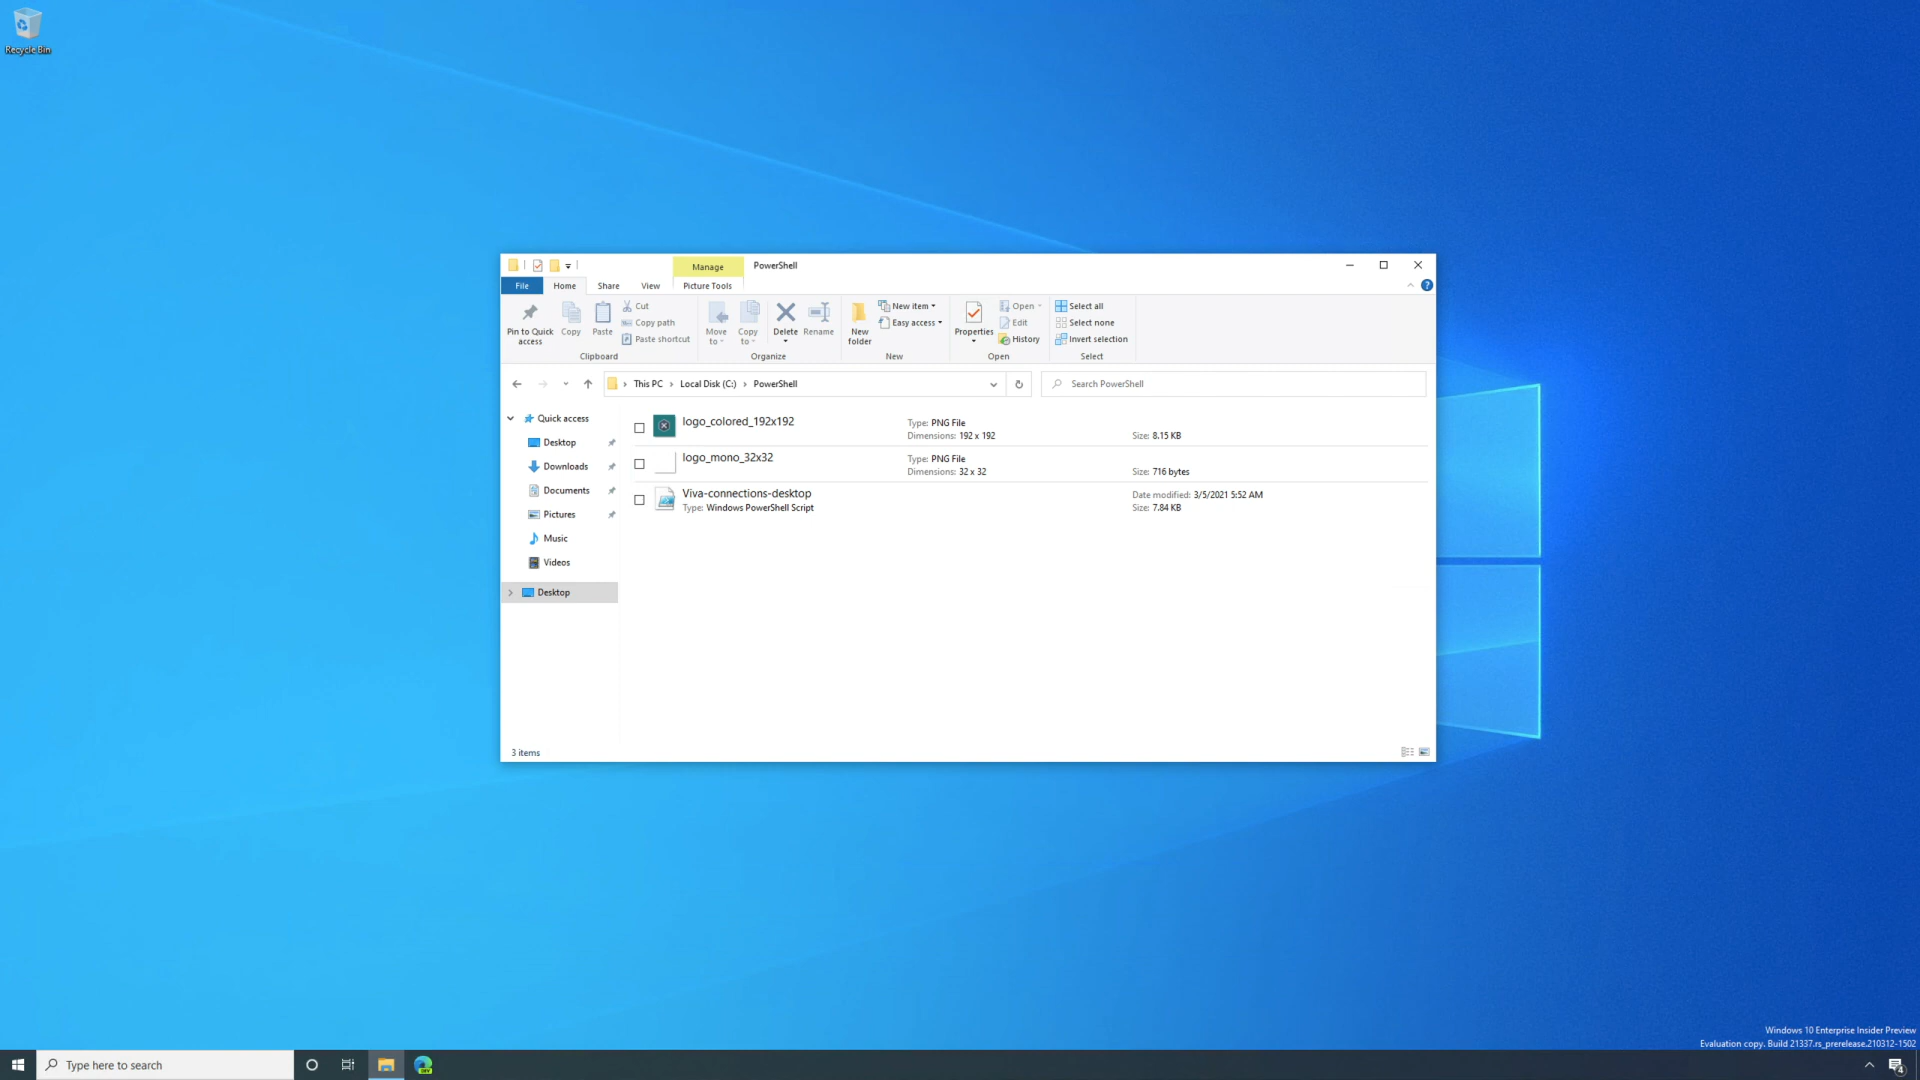 Recycle Bin
Manage
PowerShell
File
Home
Share
View
Picture Tools
Pin to Quick
access
Copy
Paste
Cut
Copy path
Paste shortcut
Clipboard
Move
to
Copy
to
Delete
Rename
Organize
New
folder
New item
Easy access
New
Properties
Open
Edit
History
Open
Select all
Select none
Invert selection
Select
This PC
Local Disk (C:)
PowerShell
Search PowerShell
Quick access
Desktop
Downloads
Documents
Pictures
Music
Videos
Desktop
logo_colored_192x192
Type: PNG File
Dimensions: 192 x 192
Size: 8.15 KB
logo_mono_32x32
Type: PNG File
Dimensions: 32 x 32
Size: 716 bytes
Viva-connections-desktop
Type: Windows PowerShell Script
Date modified: 3/5/2021 5:52 AM
Size: 7.84 KB
3 items
Windows 10 Enterprise Insider Preview
Evaluation copy. Build 21337.rs_prerelease.210312-1502
Type here to search
DEV
4